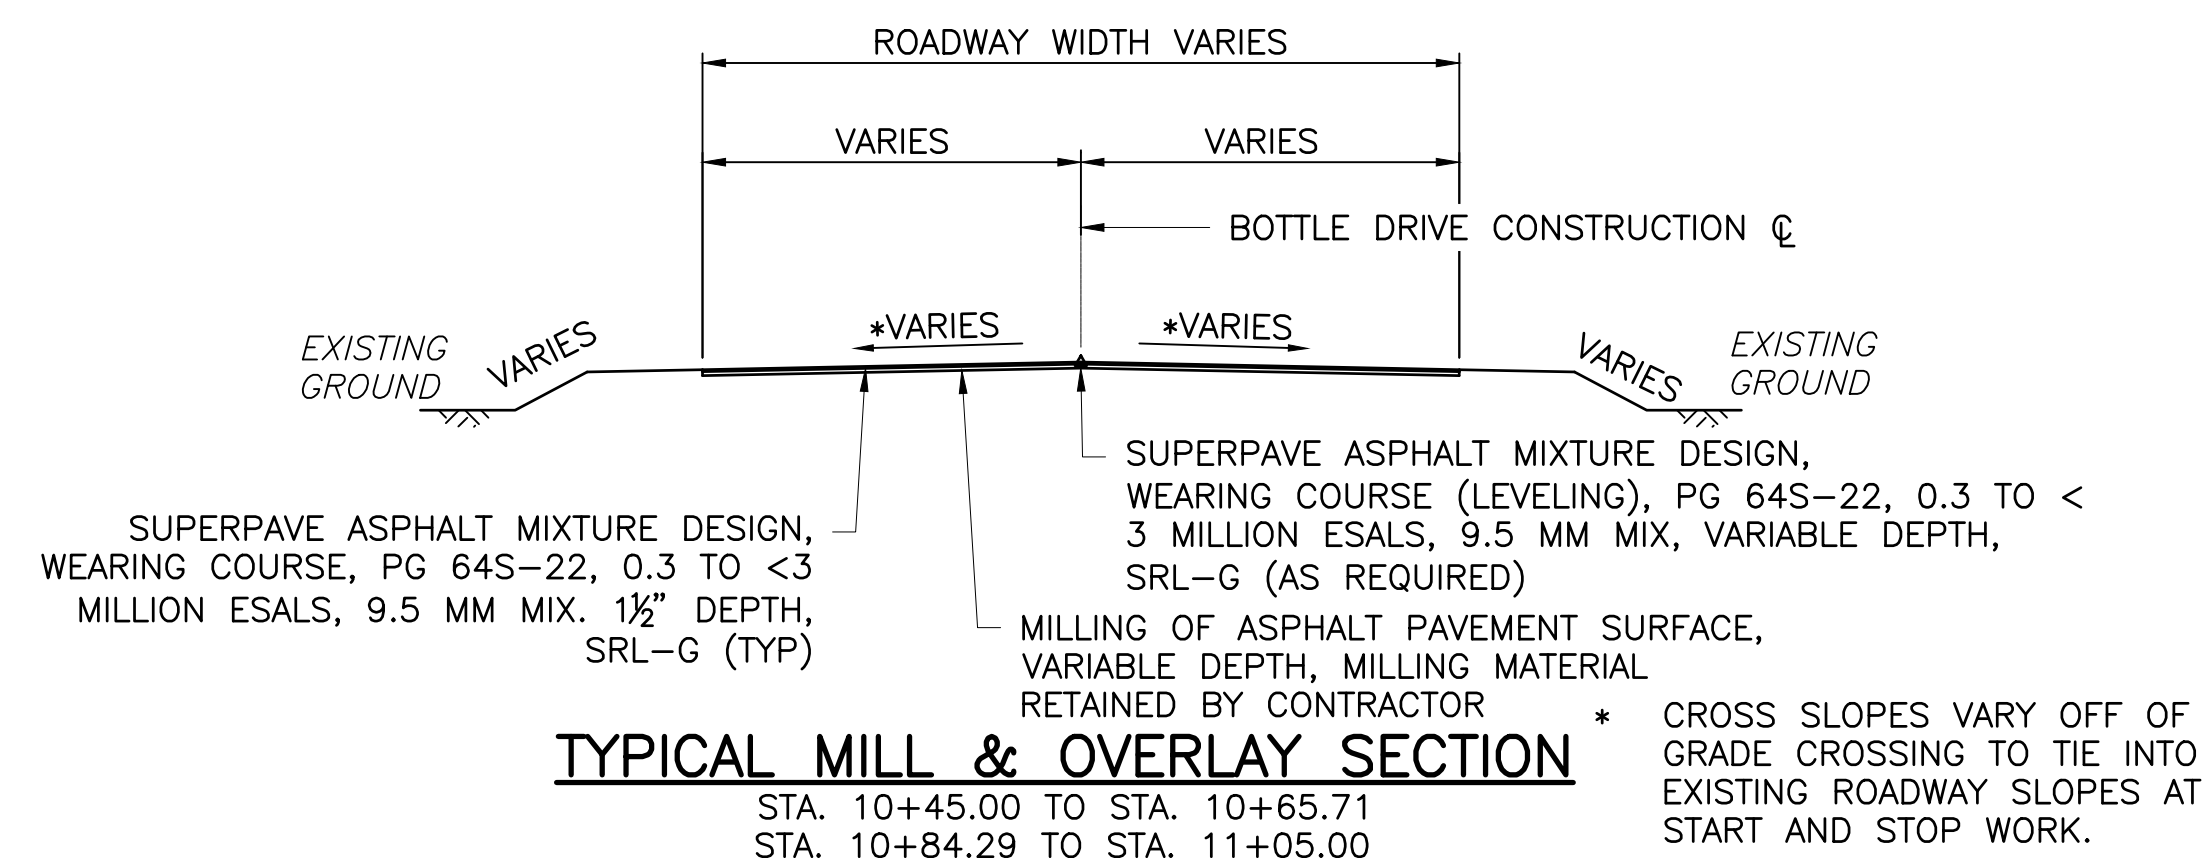 ROADWAY WIDTH VARIES
VARIES
VARIES
BOTTLE DRIVE CONSTRUCTION ℄
*VARIES
*VARIES
EXISTING
GROUND
VARIES
VARIES
EXISTING
GROUND
SUPERPAVE ASPHALT MIXTURE DESIGN,
WEARING COURSE, PG 64S-22, 0.3 TO <3
MILLION ESALS, 9.5 MM MIX. 1½" DEPTH,
SRL-G (TYP)
SUPERPAVE ASPHALT MIXTURE DESIGN,
WEARING COURSE (LEVELING), PG 64S-22, 0.3 TO <
3 MILLION ESALS, 9.5 MM MIX, VARIABLE DEPTH,
SRL-G (AS REQUIRED)
MILLING OF ASPHALT PAVEMENT SURFACE,
VARIABLE DEPTH, MILLING MATERIAL
RETAINED BY CONTRACTOR
* CROSS SLOPES VARY OFF OF
GRADE CROSSING TO TIE INTO
EXISTING ROADWAY SLOPES AT
START AND STOP WORK.
TYPICAL MILL & OVERLAY SECTION
STA. 10+45.00 TO STA. 10+65.71
STA. 10+84.29 TO STA. 11+05.00